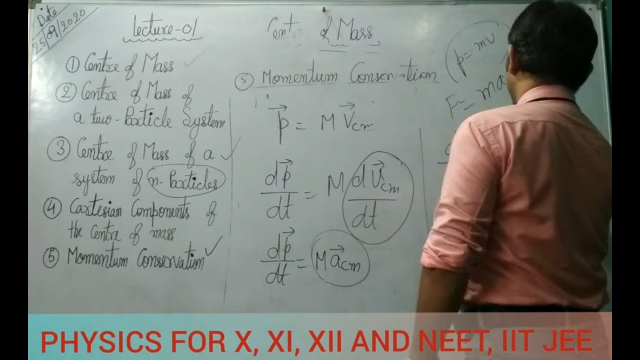 Date
25/09/2020
Lecture-01
① Centre of Mass
② Centre of Mass of
a two-Particle System
③ Centre of Mass of a ✓
system of n-Particles
④ Cartesian Components of
the Centre of mass
⑤ Momentum Conservation ✓
of Mass
⑤ Momentum Conservation
p⃗ = M v⃗cm
dp⃗/dt = M dv⃗cm/dt
dp⃗/dt = M a⃗cm
p = mv
F = ma
PHYSICS FOR X, XI, XII AND NEET, IIT JEE